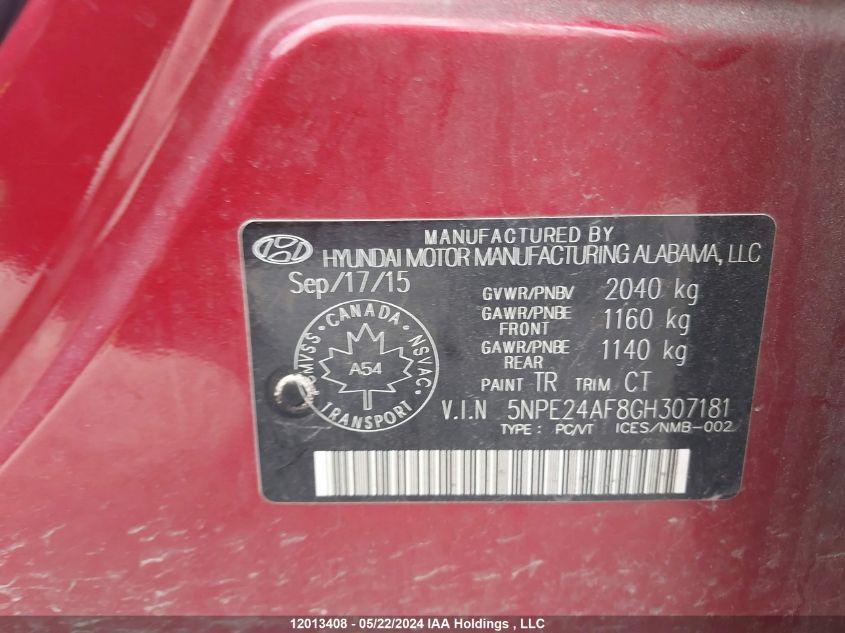 MANUFACTURED BY
HYUNDAI MOTOR MANUFACTURING ALABAMA, LLC
Sep/17/15
GVWR/PNBV 2040 kg
GAWR/PNBE FRONT 1160 kg
GAWR/PNBE REAR 1140 kg
PAINT TR TRIM CT
V.I.N 5NPE24AF8GH307181
TYPE : PC/VT ICES/NMB-002
CANADA
CMVSS • NSVAC
A54
TRANSPORT
12013408 - 05/22/2024 IAA Holdings , LLC